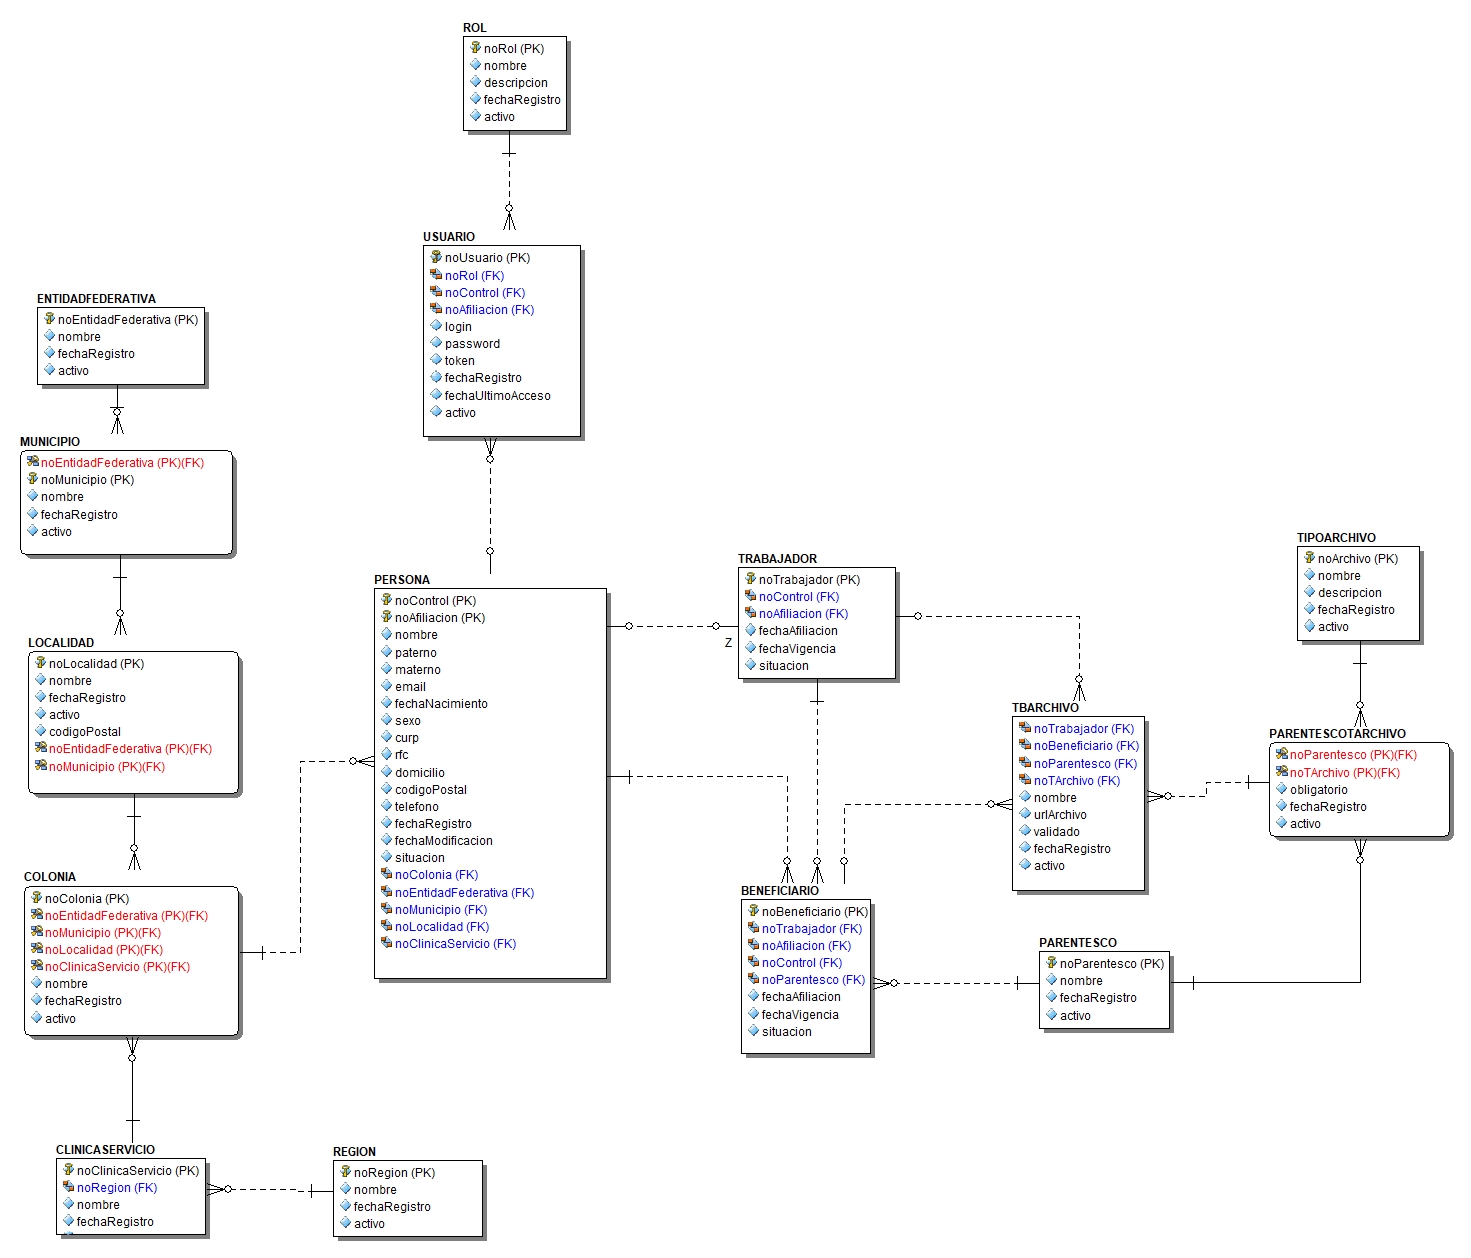 ROL
noRol (PK)
nombre
descripcion
fechaRegistro
activo
USUARIO
noUsuario (PK)
noRol (FK)
noControl (FK)
noAfiliacion (FK)
login
password
token
fechaRegistro
fechaUltimoAcceso
activo
ENTIDADFEDERATIVA
noEntidadFederativa (PK)
nombre
fechaRegistro
activo
MUNICIPIO
noEntidadFederativa (PK)(FK)
noMunicipio (PK)
nombre
fechaRegistro
activo
LOCALIDAD
noLocalidad (PK)
nombre
fechaRegistro
activo
codigoPostal
noEntidadFederativa (PK)(FK)
noMunicipio (PK)(FK)
COLONIA
noColonia (PK)
noEntidadFederativa (PK)(FK)
noMunicipio (PK)(FK)
noLocalidad (PK)(FK)
noClinicaServicio (PK)(FK)
nombre
fechaRegistro
activo
CLINICASERVICIO
noClinicaServicio (PK)
noRegion (FK)
nombre
fechaRegistro
REGION
noRegion (PK)
nombre
fechaRegistro
activo
PERSONA
noControl (PK)
noAfiliacion (PK)
nombre
paterno
materno
email
fechaNacimiento
sexo
curp
rfc
domicilio
codigoPostal
telefono
fechaRegistro
fechaModificacion
situacion
noColonia (FK)
noEntidadFederativa (FK)
noMunicipio (FK)
noLocalidad (FK)
noClinicaServicio (FK)
TRABAJADOR
noTrabajador (PK)
noControl (FK)
noAfiliacion (FK)
fechaAfiliacion
fechaVigencia
situacion
Z
BENEFICIARIO
noBeneficiario (PK)
noTrabajador (FK)
noAfiliacion (FK)
noControl (FK)
noParentesco (FK)
fechaAfiliacion
fechaVigencia
situacion
TBARCHIVO
noTrabajador (FK)
noBeneficiario (FK)
noParentesco (FK)
noTArchivo (FK)
nombre
urlArchivo
validado
fechaRegistro
activo
PARENTESCO
noParentesco (PK)
nombre
fechaRegistro
activo
TIPOARCHIVO
noArchivo (PK)
nombre
descripcion
fechaRegistro
activo
PARENTESCOTARCHIVO
noParentesco (PK)(FK)
noTArchivo (PK)(FK)
obligatorio
fechaRegistro
activo